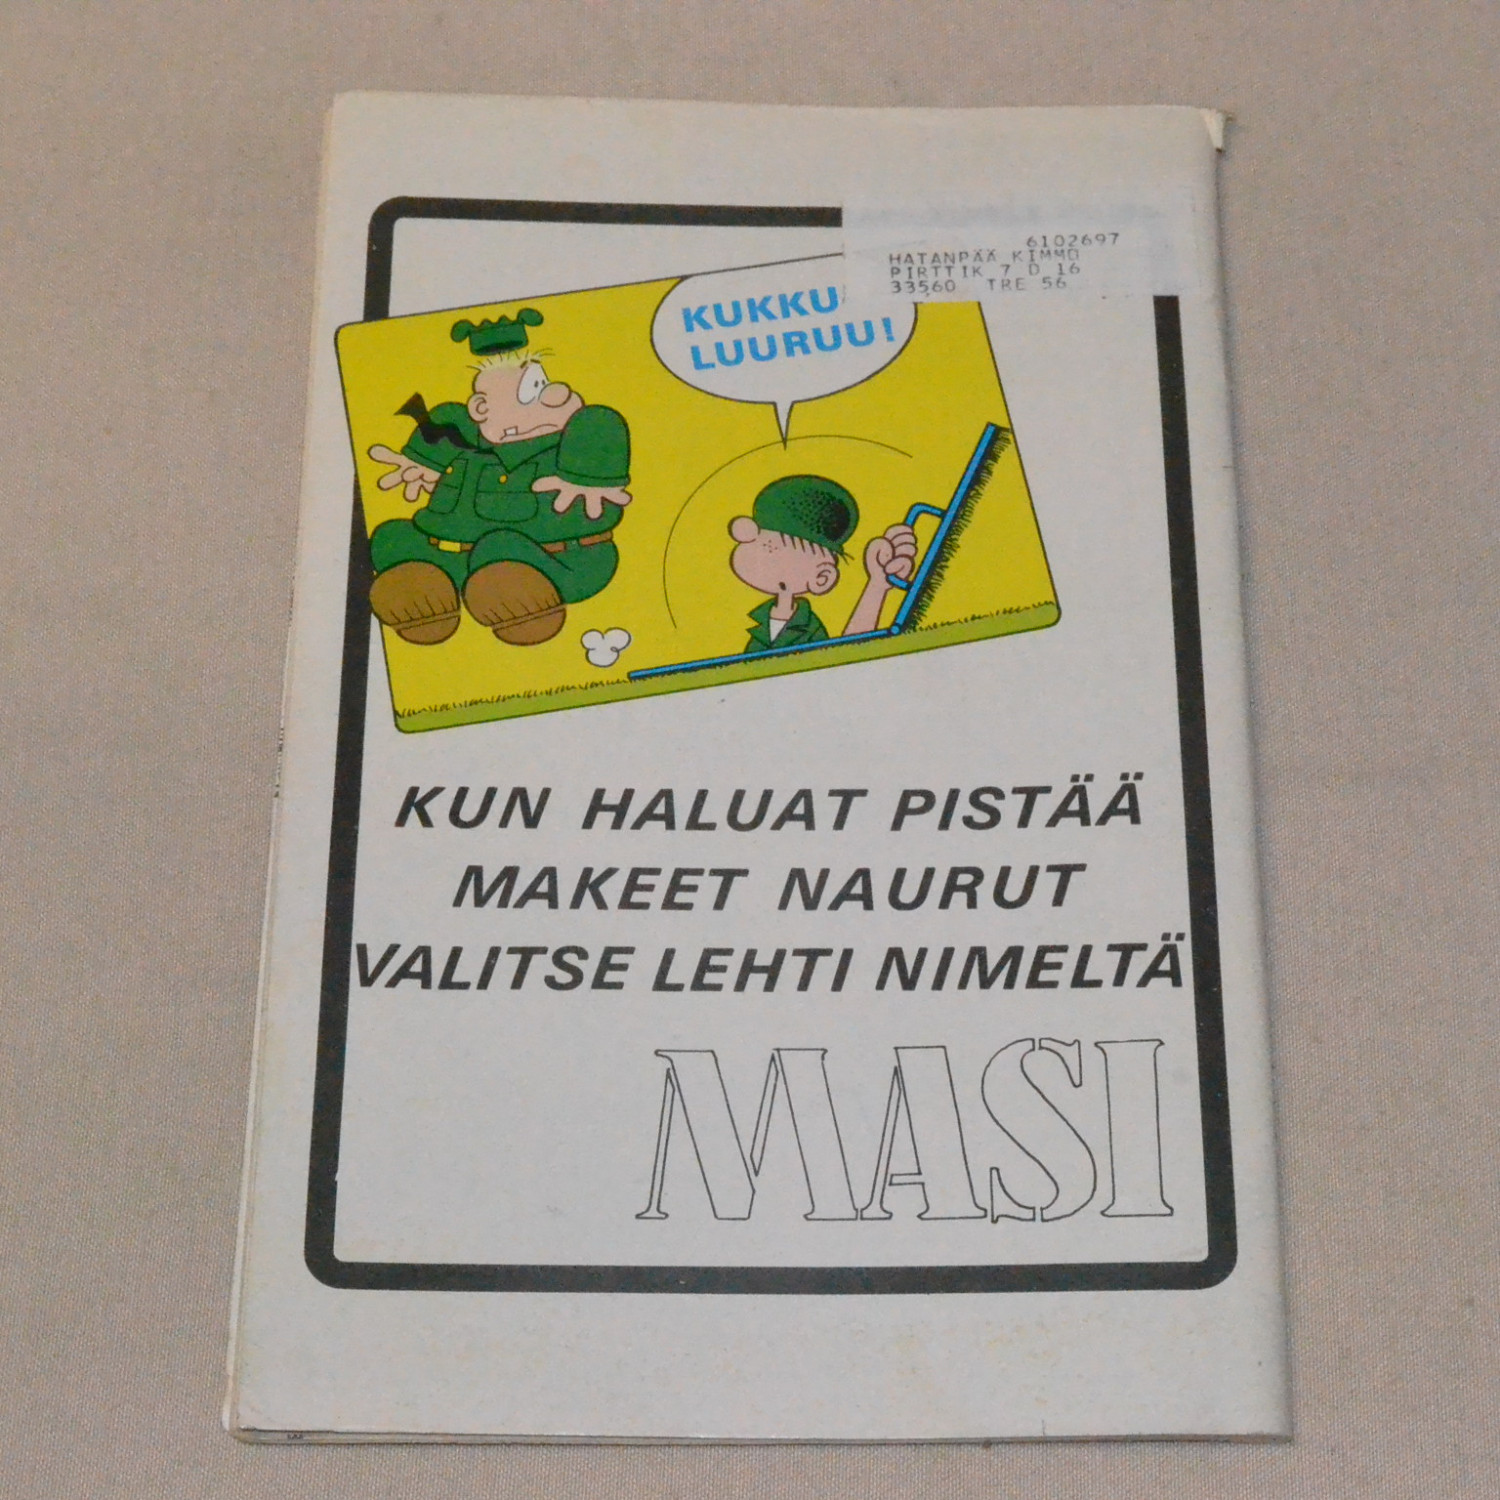 6102697
HATANPÄÄ KIMMO
PIRTTIK 7 D 16
33560 TRE 56
KUKKU
LUURUU!
KUN HALUAT PISTÄÄ
MAKEET NAURUT
VALITSE LEHTI NIMELTÄ
MASI